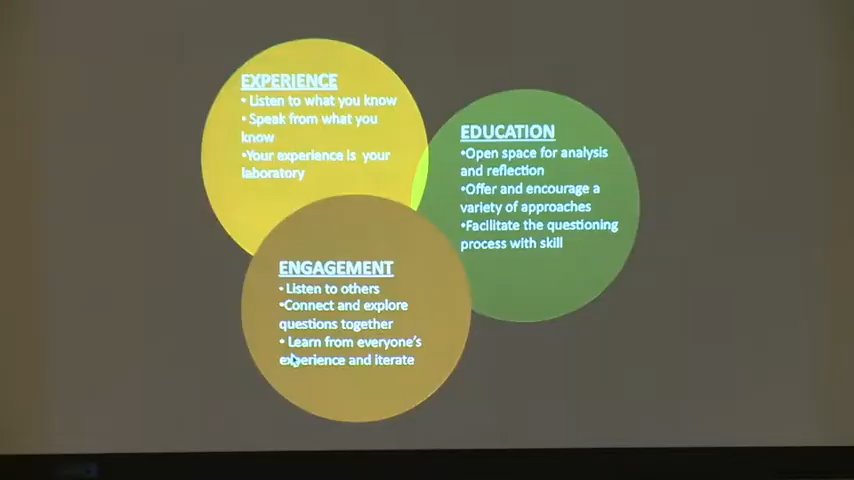 EXPERIENCE
• Listen to what you know
• Speak from what you
know
•Your experience is your
laboratory
EDUCATION
•Open space for analysis
and reflection
•Offer and encourage a
variety of approaches
•Facilitate the questioning
process with skill
ENGAGEMENT
• Listen to others
•Connect and explore
questions together
• Learn from everyone's
experience and iterate